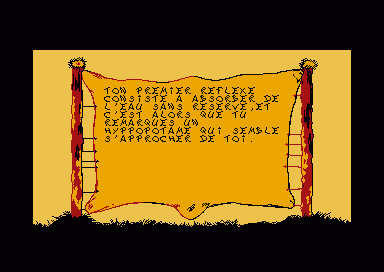 TON PREMIER REFLEXE
CONSISTE A ABSORBER DE
L'EAU SANS RESERVE,ET
C'EST ALORS QUE TU
REMARQUES UN
HYPPOPOTAME QUI SEMBLE
S'APPROCHER DE TOI.